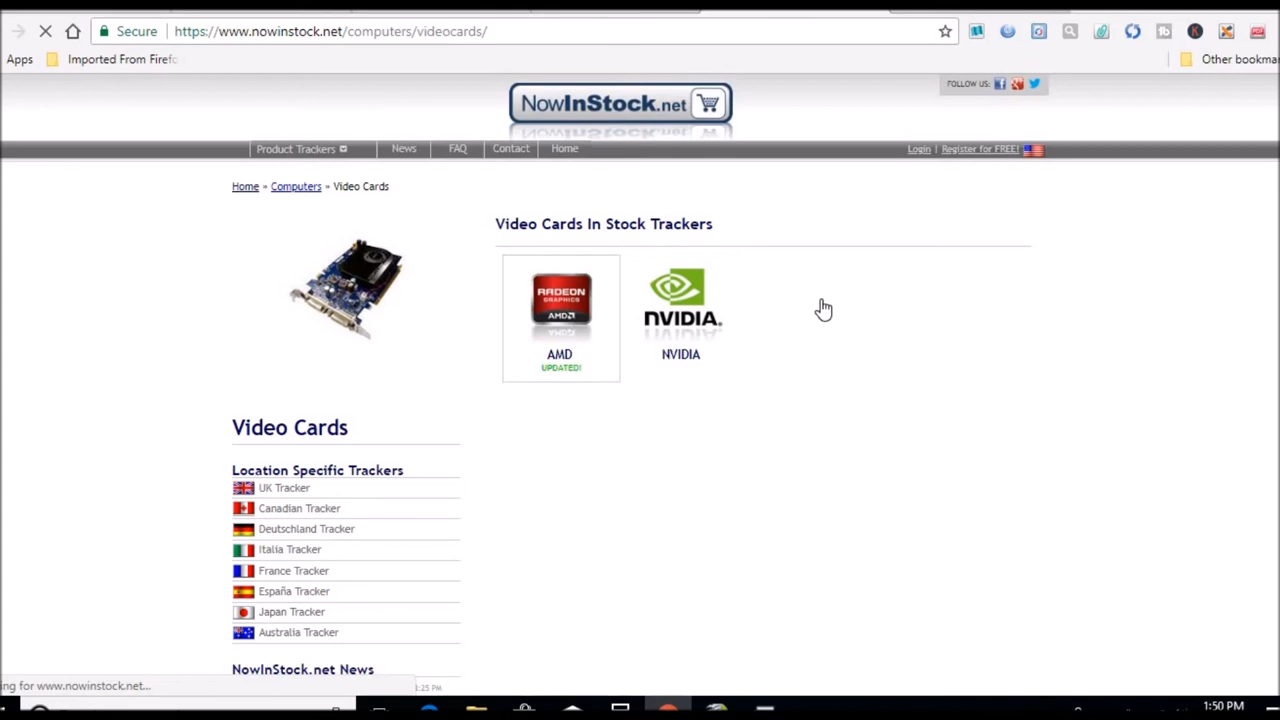 Secure https://www.nowinstock.net/computers/videocards/
Apps Imported From Firefo Other bookma
NowInStock.net
FOLLOW US:
Product Trackers News FAQ Contact Home Login | Register for FREE!
Home » Computers » Video Cards
Video Cards In Stock Trackers
RADEON
GRAPHICS
AMD
AMD
UPDATED!
NVIDIA.
NVIDIA
Video Cards
Location Specific Trackers
UK Tracker
Canadian Tracker
Deutschland Tracker
Italia Tracker
France Tracker
España Tracker
Japan Tracker
Australia Tracker
NowInStock.net News
ing for www.nowinstock.net... :25 PM
1:50 PM